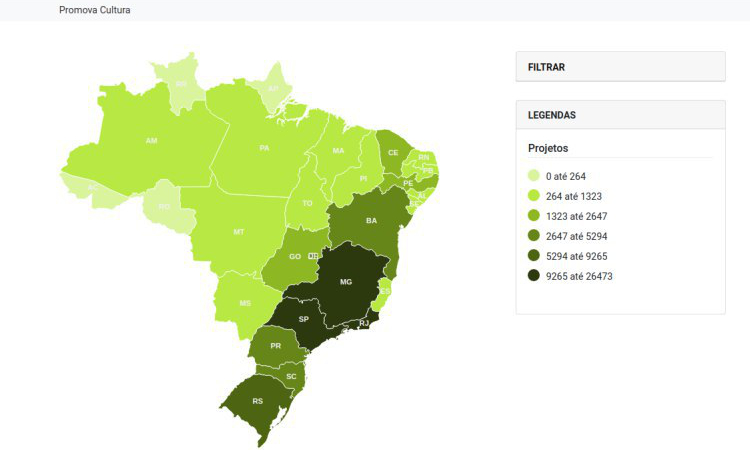 Promova Cultura
FILTRAR
LEGENDAS
Projetos
0 até 264
264 até 1323
1323 até 2647
2647 até 5294
5294 até 9265
9265 até 26473
RR
AP
AM
PA
MA
CE
RN
PB
PI
PE
AL
SE
AC
RO
TO
BA
MT
GO
DF
MG
ES
MS
SP
RJ
PR
SC
RS